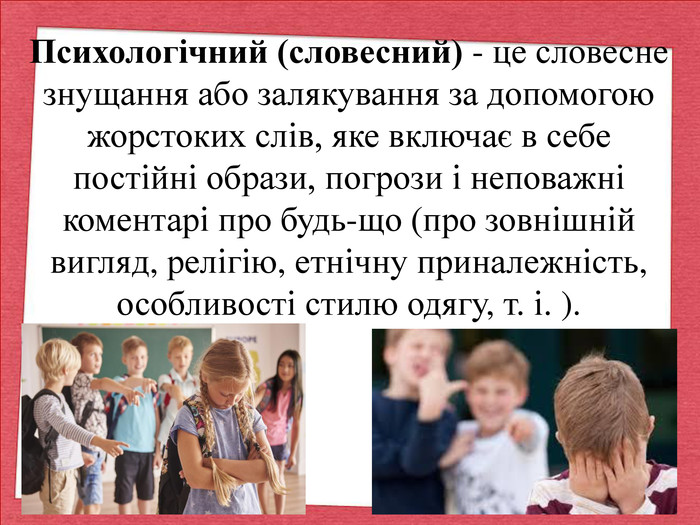 Психологічний (словесний) - це словесне
знущання або залякування за допомогою
жорстоких слів, яке включає в себе
постійні образи, погрози і неповажні
коментарі про будь-що (про зовнішній
вигляд, релігію, етнічну приналежність,
особливості стилю одягу, т. і. ).